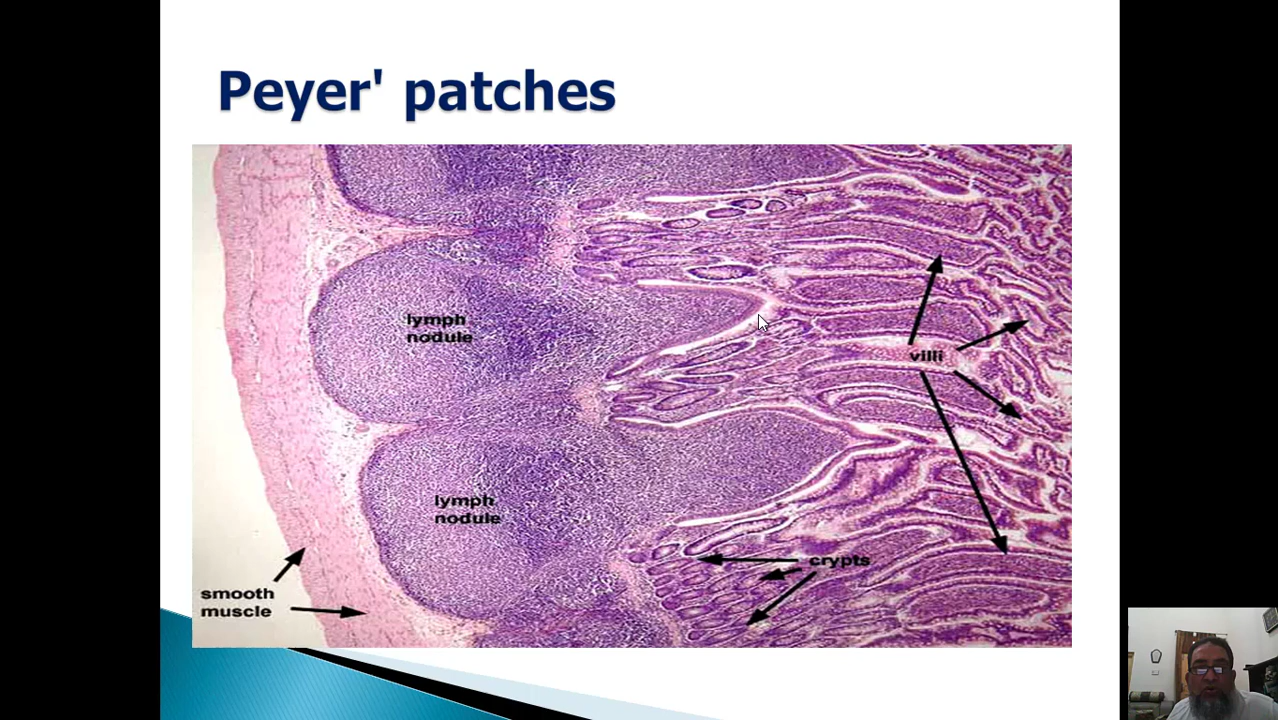 Peyer' patches
lymph
nodule
villi
lymph
nodule
crypts
smooth
muscle